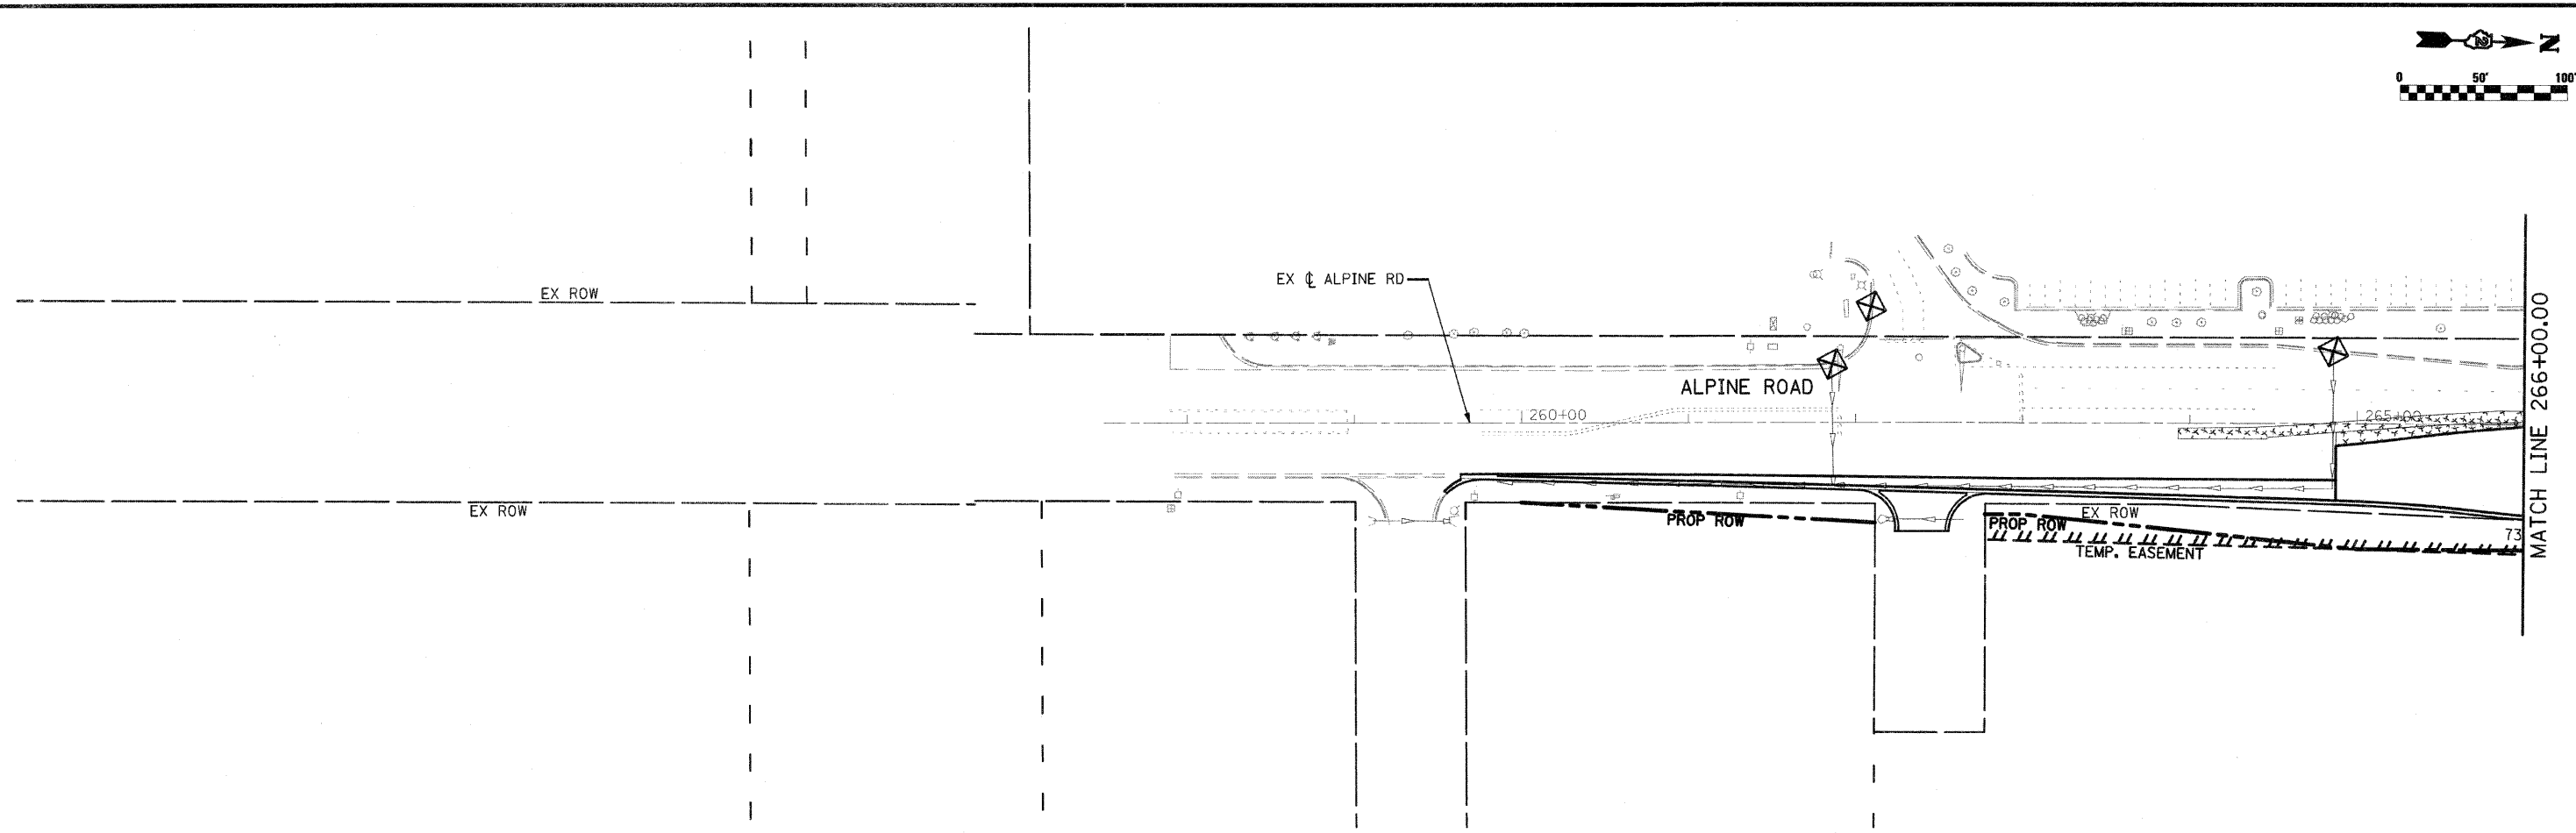 N
0 50' 100'
EX ROW
EX ℄ ALPINE RD
ALPINE ROAD
260+00
265+00
MATCH LINE 266+00.00
EX ROW
PROP ROW
EX ROW
PROP ROW
TEMP. EASEMENT
73